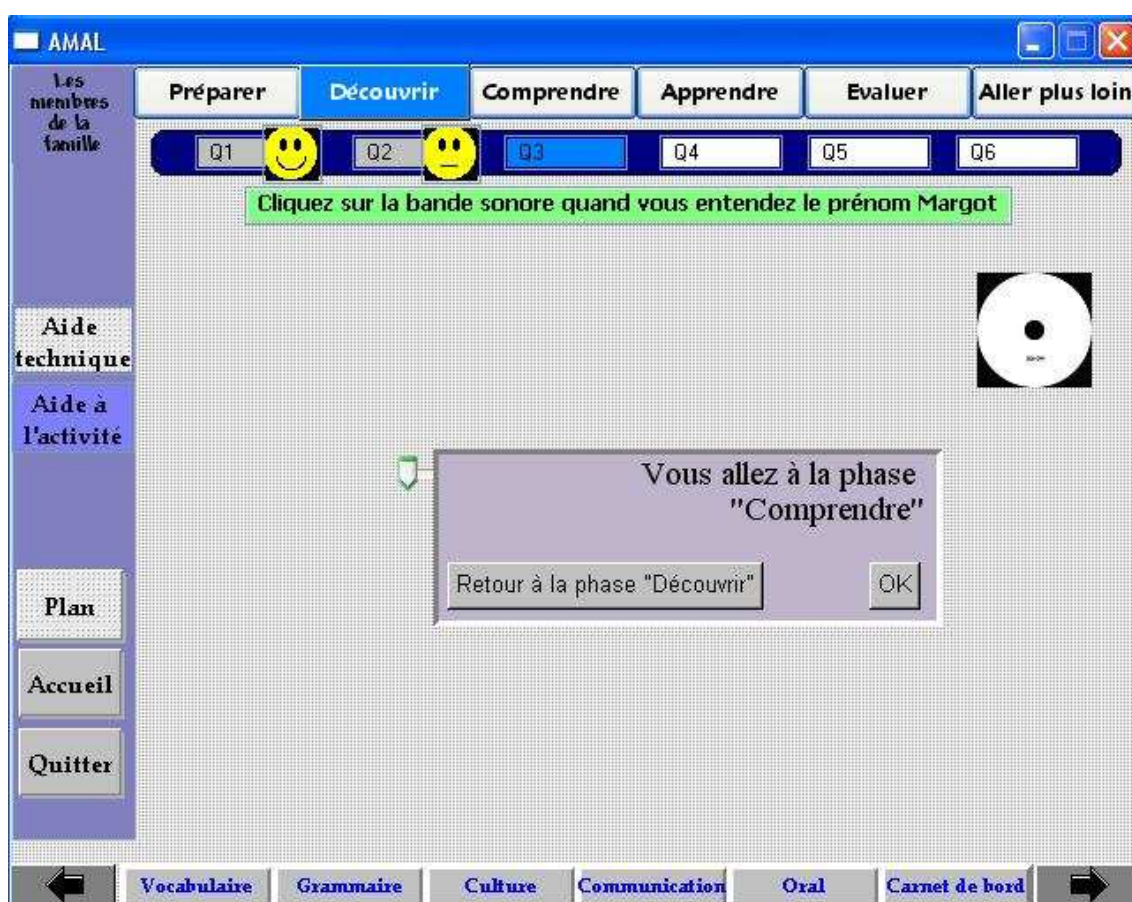 AMAL
Les
membres
de la
famille
Préparer
Découvrir
Comprendre
Apprendre
Evaluer
Aller plus loin
Q1
Q2
Q3
Q4
Q5
Q6
Cliquez sur la bande sonore quand vous entendez le prénom Margot
Aide
technique
Aide à
l'activité
Vous allez à la phase
"Comprendre"
Retour à la phase "Découvrir"
OK
Plan
Accueil
Quitter
Vocabulaire
Grammaire
Culture
Communication
Oral
Carnet de bord